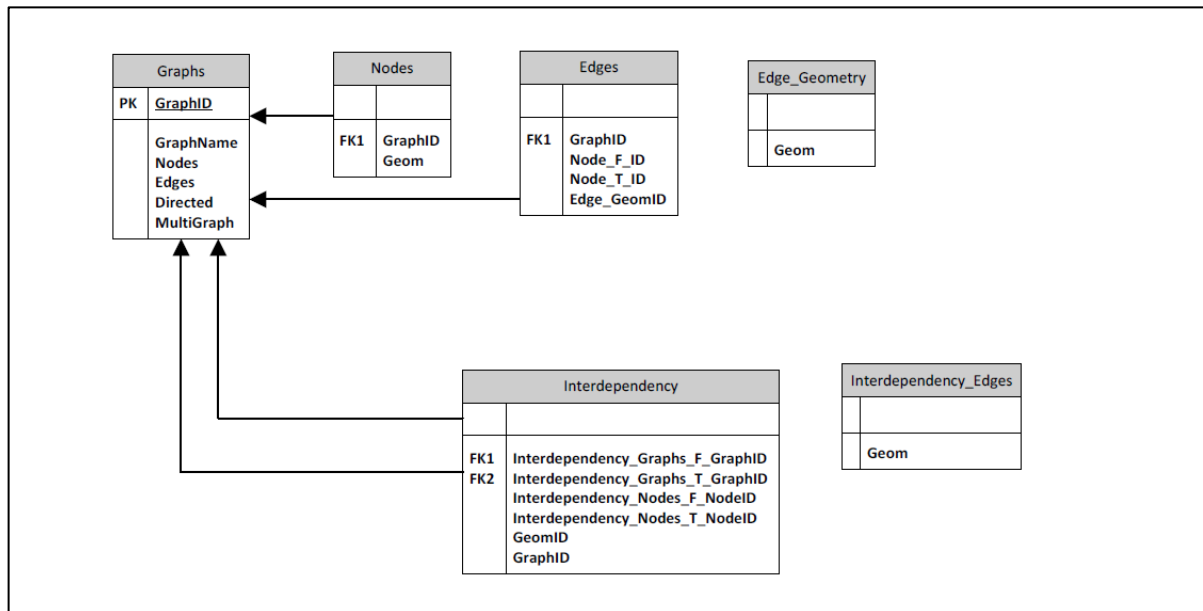 Graphs
PK GraphID
GraphName
Nodes
Edges
Directed
MultiGraph
Nodes
FK1 GraphID
Geom
Edges
FK1 GraphID
Node_F_ID
Node_T_ID
Edge_GeomID
Edge_Geometry
Geom
Interdependency
FK1 Interdependency_Graphs_F_GraphID
FK2 Interdependency_Graphs_T_GraphID
Interdependency_Nodes_F_NodeID
Interdependency_Nodes_T_NodeID
GeomID
GraphID
Interdependency_Edges
Geom